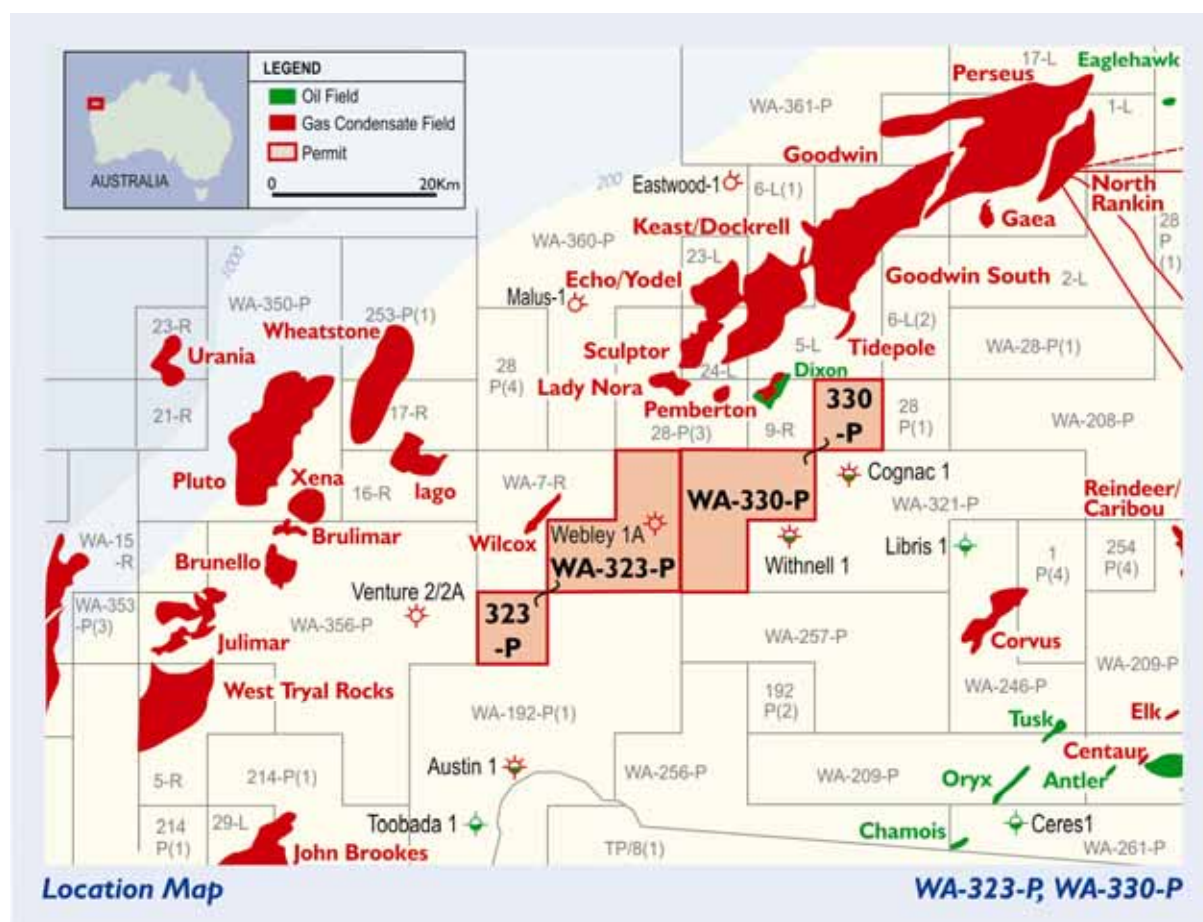 LEGEND
Oil Field
Gas Condensate Field
Permit
0 20Km
AUSTRALIA
17-L
Eaglehawk
Perseus
WA-361-P
1-L
Goodwin
200
Eastwood-1
6-L(1)
North
Rankin
Keast/Dockrell
Gaea
28
P
(1)
WA-360-P
23-L
1000
Echo/Yodel
Goodwin South
2-L
Malus-1
WA-350-P
253-P(1)
23-R
Wheatstone
6-L(2)
Urania
5-L
Tidepole
WA-28-P(1)
Sculptor
28
P(4)
24-L
Dixon
Lady Nora
330
-P
21-R
17-R
Pemberton
28
P(1)
WA-208-P
28-P(3)
9-R
Pluto
Xena
Iago
16-R
WA-7-R
WA-330-P
Cognac 1
WA-321-P
Reindeer/
Caribou
WA-15
-R
Brulimar
Wilcox
Webley 1A
WA-323-P
Withnell 1
Libris 1
1
P(4)
254
P(4)
Brunello
Venture 2/2A
WA-353
-P(3)
WA-356-P
323
-P
Julimar
WA-257-P
Corvus
WA-209-P
West Tryal Rocks
WA-192-P(1)
192
P(2)
WA-246-P
Tusk
Elk
Centaur
5-R
214-P(1)
Austin 1
WA-256-P
WA-209-P
Oryx
Antler
214
P(1)
29-L
Toobada 1
Ceres1
Chamois
John Brookes
TP/8(1)
WA-261-P
Location Map
WA-323-P, WA-330-P